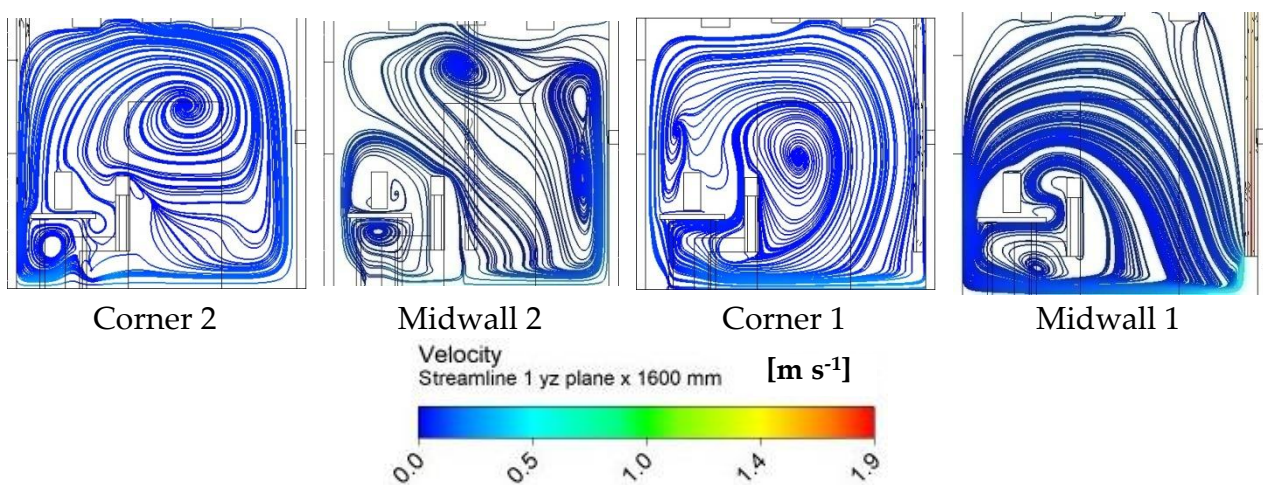 Corner 2 Midwall 2 Corner 1 Midwall 1
Velocity
Streamline 1 yz plane x 1600 mm [m s-1]
0.0 0.5 1.0 1.4 1.9